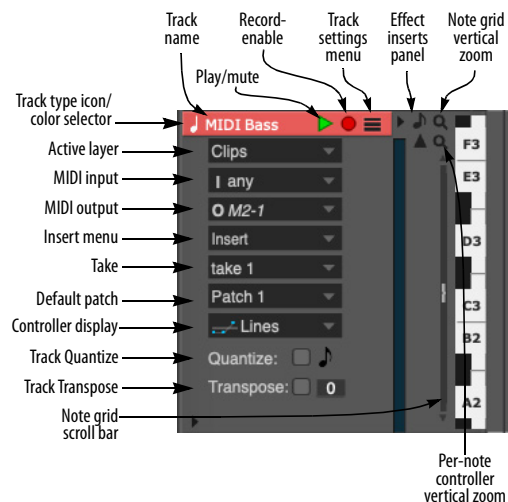 Track
name
Record-
enable
Track
settings
menu
Effect
inserts
panel
Note grid
vertical
zoom
Play/mute
Track type icon/
color selector
MIDI Bass
Active layer
Clips
F3
MIDI input
I any
E3
MIDI output
O M2-1
Insert menu
Insert
D3
Take
take 1
Default patch
Patch 1
C3
Controller display
Lines
B2
Track Quantize
Quantize:
Track Transpose
Transpose: 0
A2
Note grid
scroll bar
Per-note
controller
vertical zoom